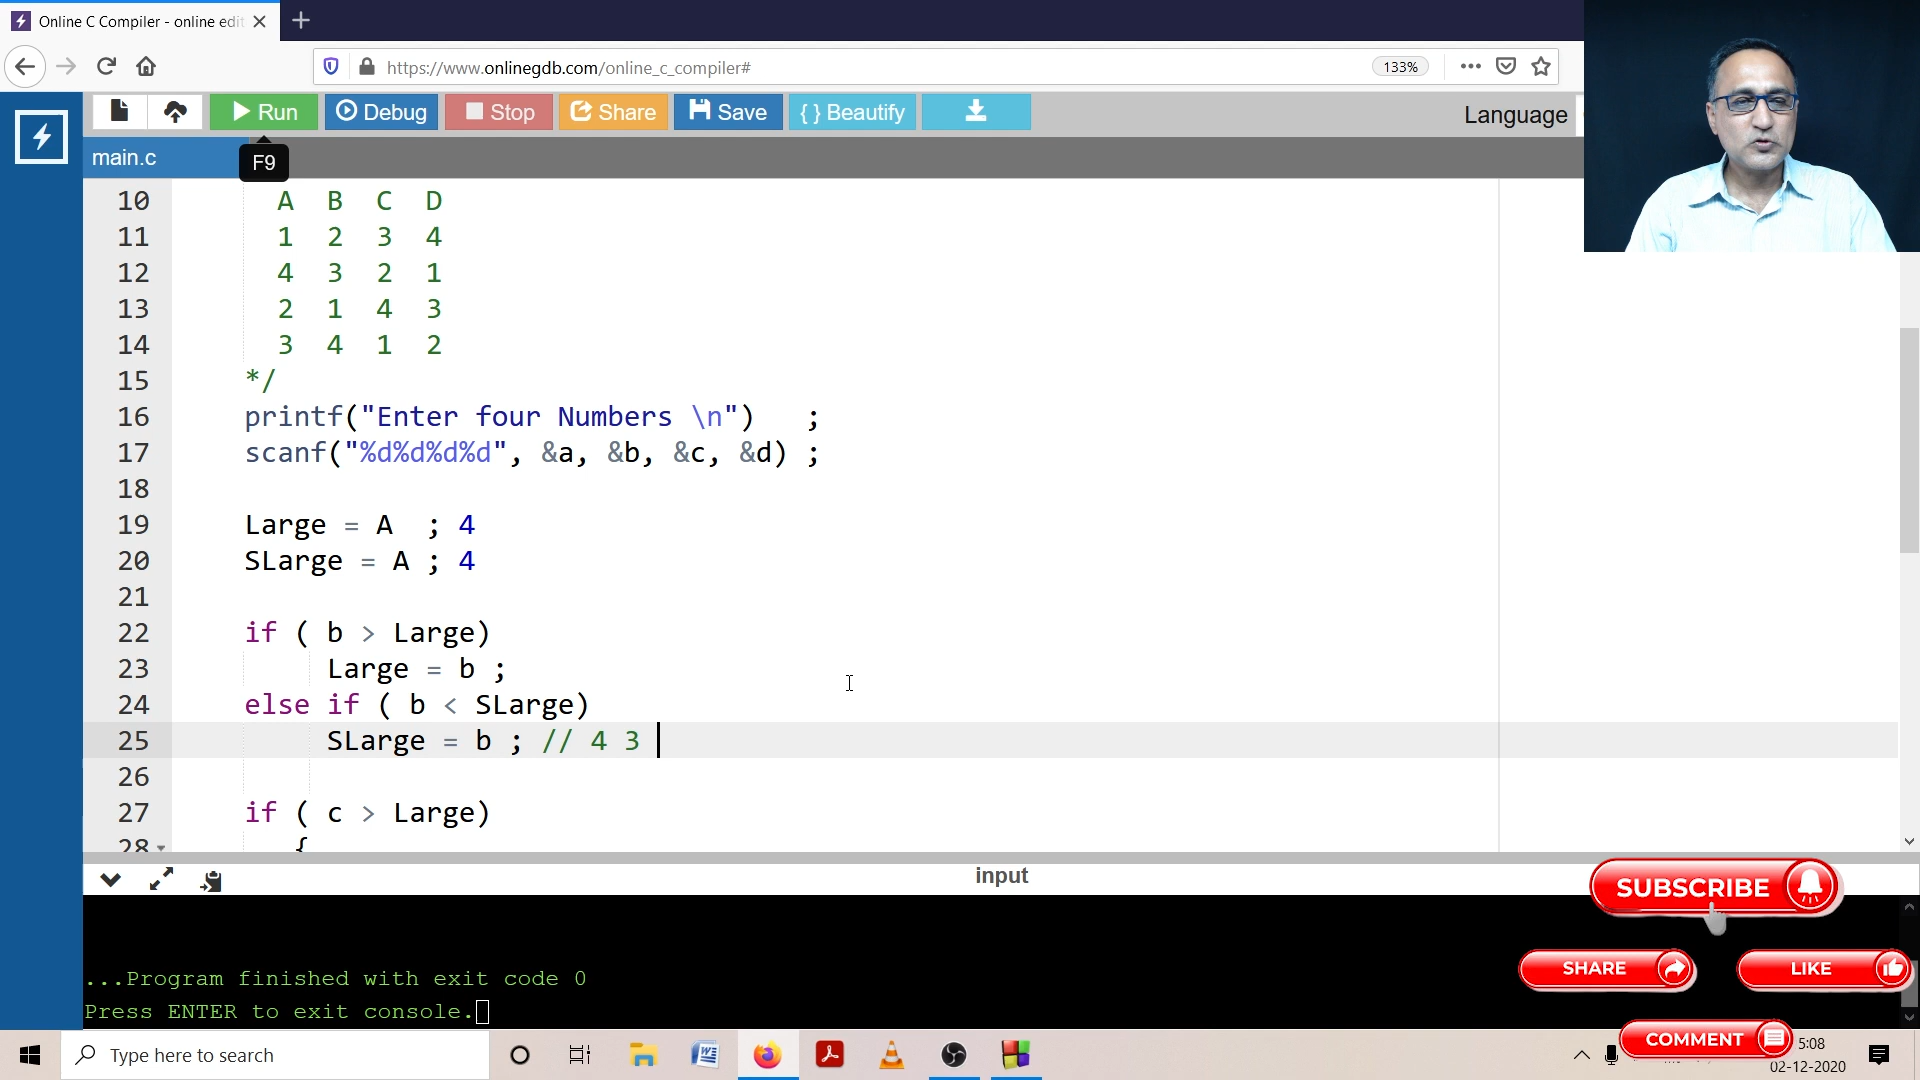 Online C Compiler - online edit
https://www.onlinegdb.com/online_c_compiler#
133%
Run
Debug
Stop
Share
Save
{ } Beautify
Language
main.c
F9
10 A B C D
11 1 2 3 4
12 4 3 2 1
13 2 1 4 3
14 3 4 1 2
15 */
16 printf("Enter four Numbers \n") ;
17 scanf("%d%d%d%d", &a, &b, &c, &d) ;
18
19 Large = A ; 4
20 SLarge = A ; 4
21
22 if ( b > Large)
23 Large = b ;
24 else if ( b < SLarge)
25 SLarge = b ; // 4 3
26
27 if ( c > Large)
28 {
input
SUBSCRIBE
...Program finished with exit code 0
SHARE
LIKE
Press ENTER to exit console.
COMMENT
Type here to search
5:08
02-12-2020